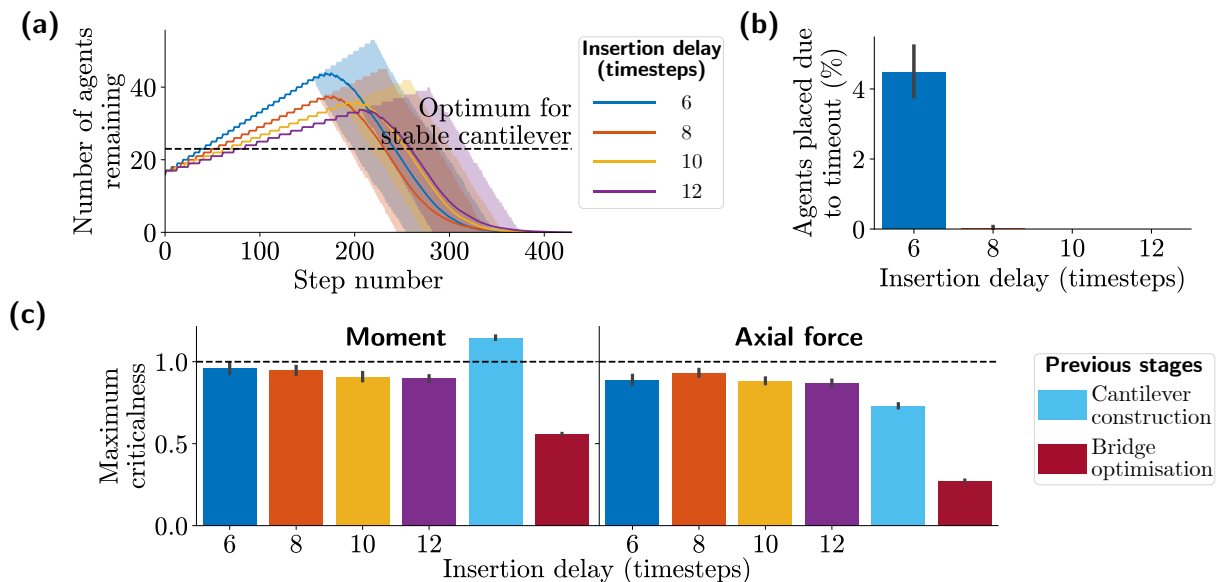 (a)
Number of agents
remaining
40
20
0
0
100
200
300
400
Step number
Optimum for
stable cantilever
Insertion delay
(timesteps)
6
8
10
12
(b)
Agents placed due
to timeout (%)
4
2
0
6
8
10
12
Insertion delay (timesteps)
(c)
Maximum
criticalness
1.0
0.5
0.0
Moment
Axial force
6
8
10
12
6
8
10
12
Insertion delay (timesteps)
Previous stages
Cantilever
construction
Bridge
optimisation